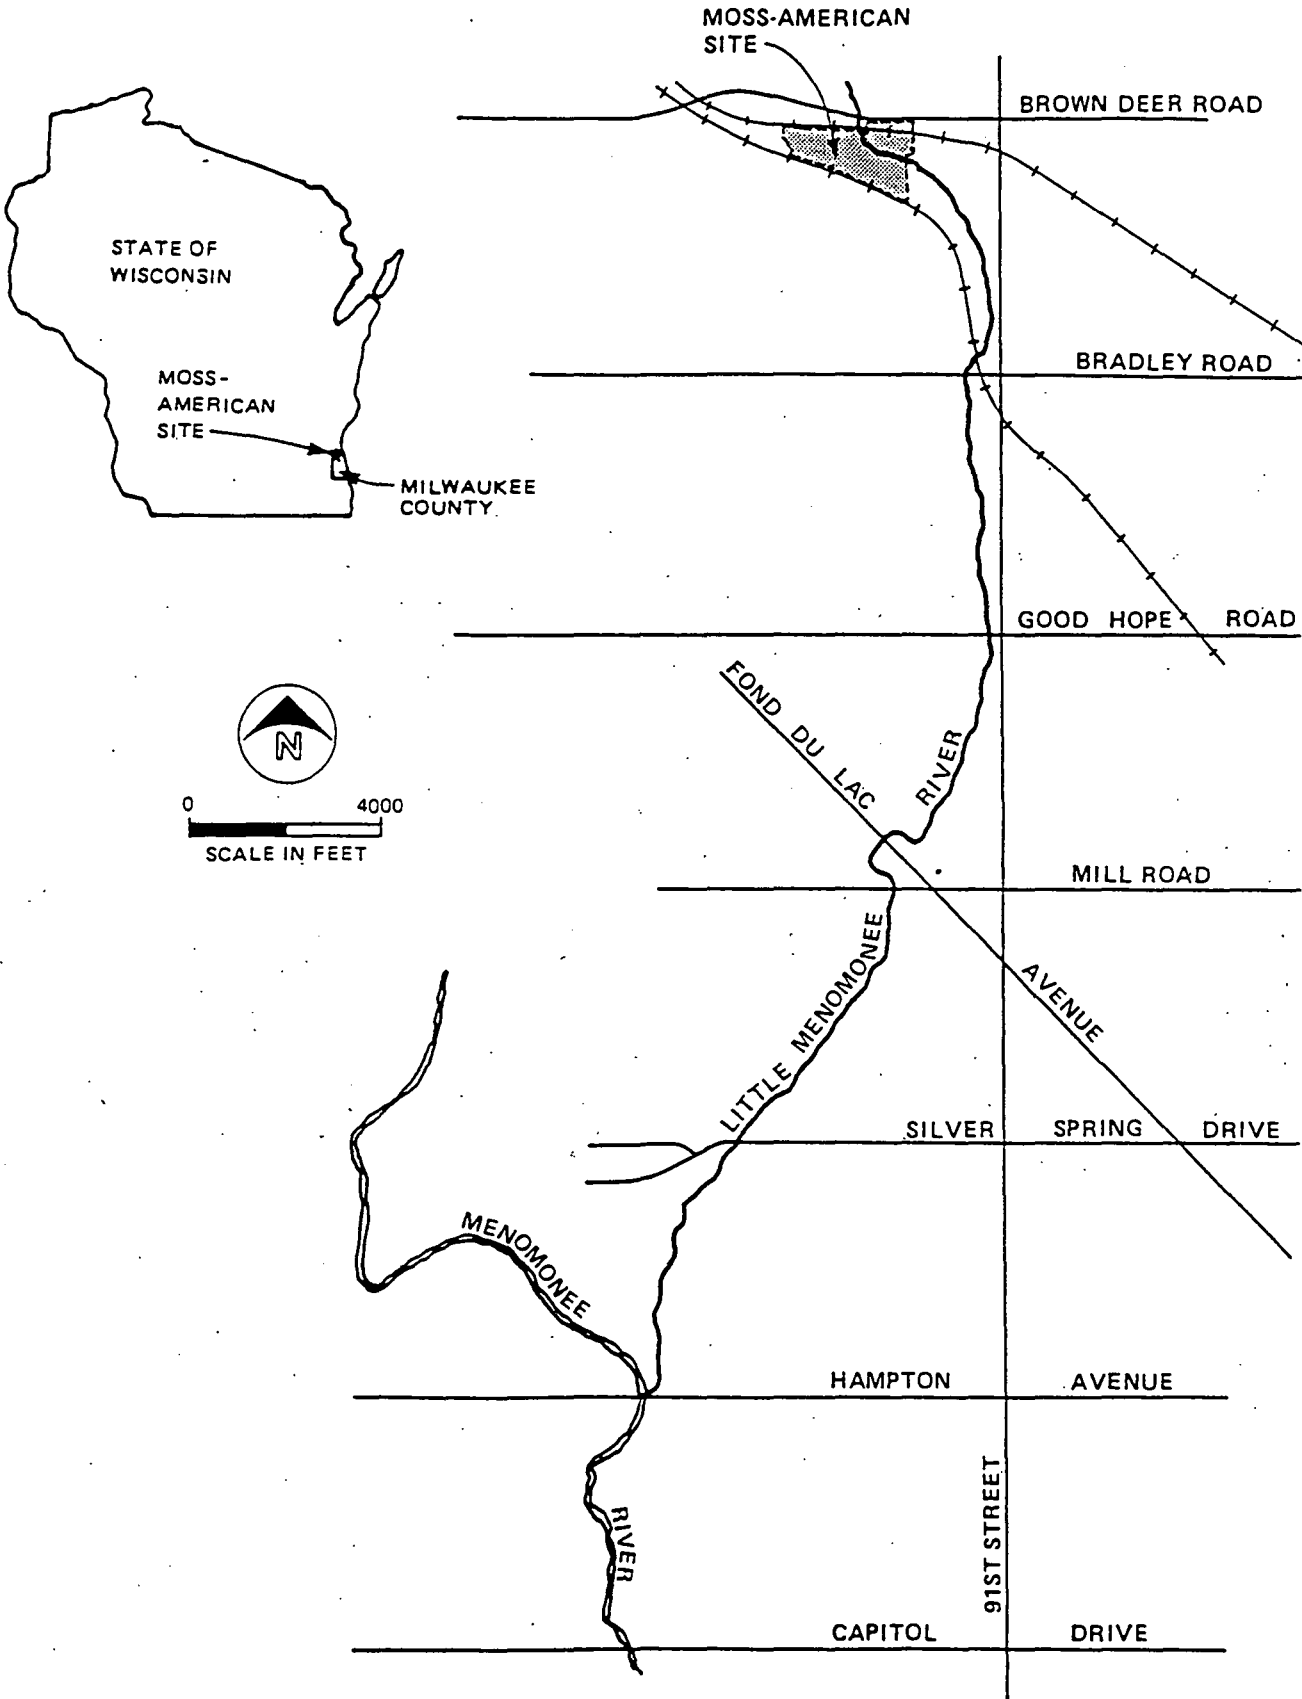 MOSS-AMERICAN
SITE
BROWN DEER ROAD
STATE OF
WISCONSIN
BRADLEY ROAD
MOSS-
AMERICAN
SITE
MILWAUKEE
COUNTY
GOOD HOPE ROAD
FOND DU LAC
RIVER
N
0 4000
SCALE IN FEET
MILL ROAD
LITTLE MENOMONEE
AVENUE
SILVER SPRING DRIVE
MENOMONEE
HAMPTON AVENUE
91ST STREET
RIVER
CAPITOL DRIVE